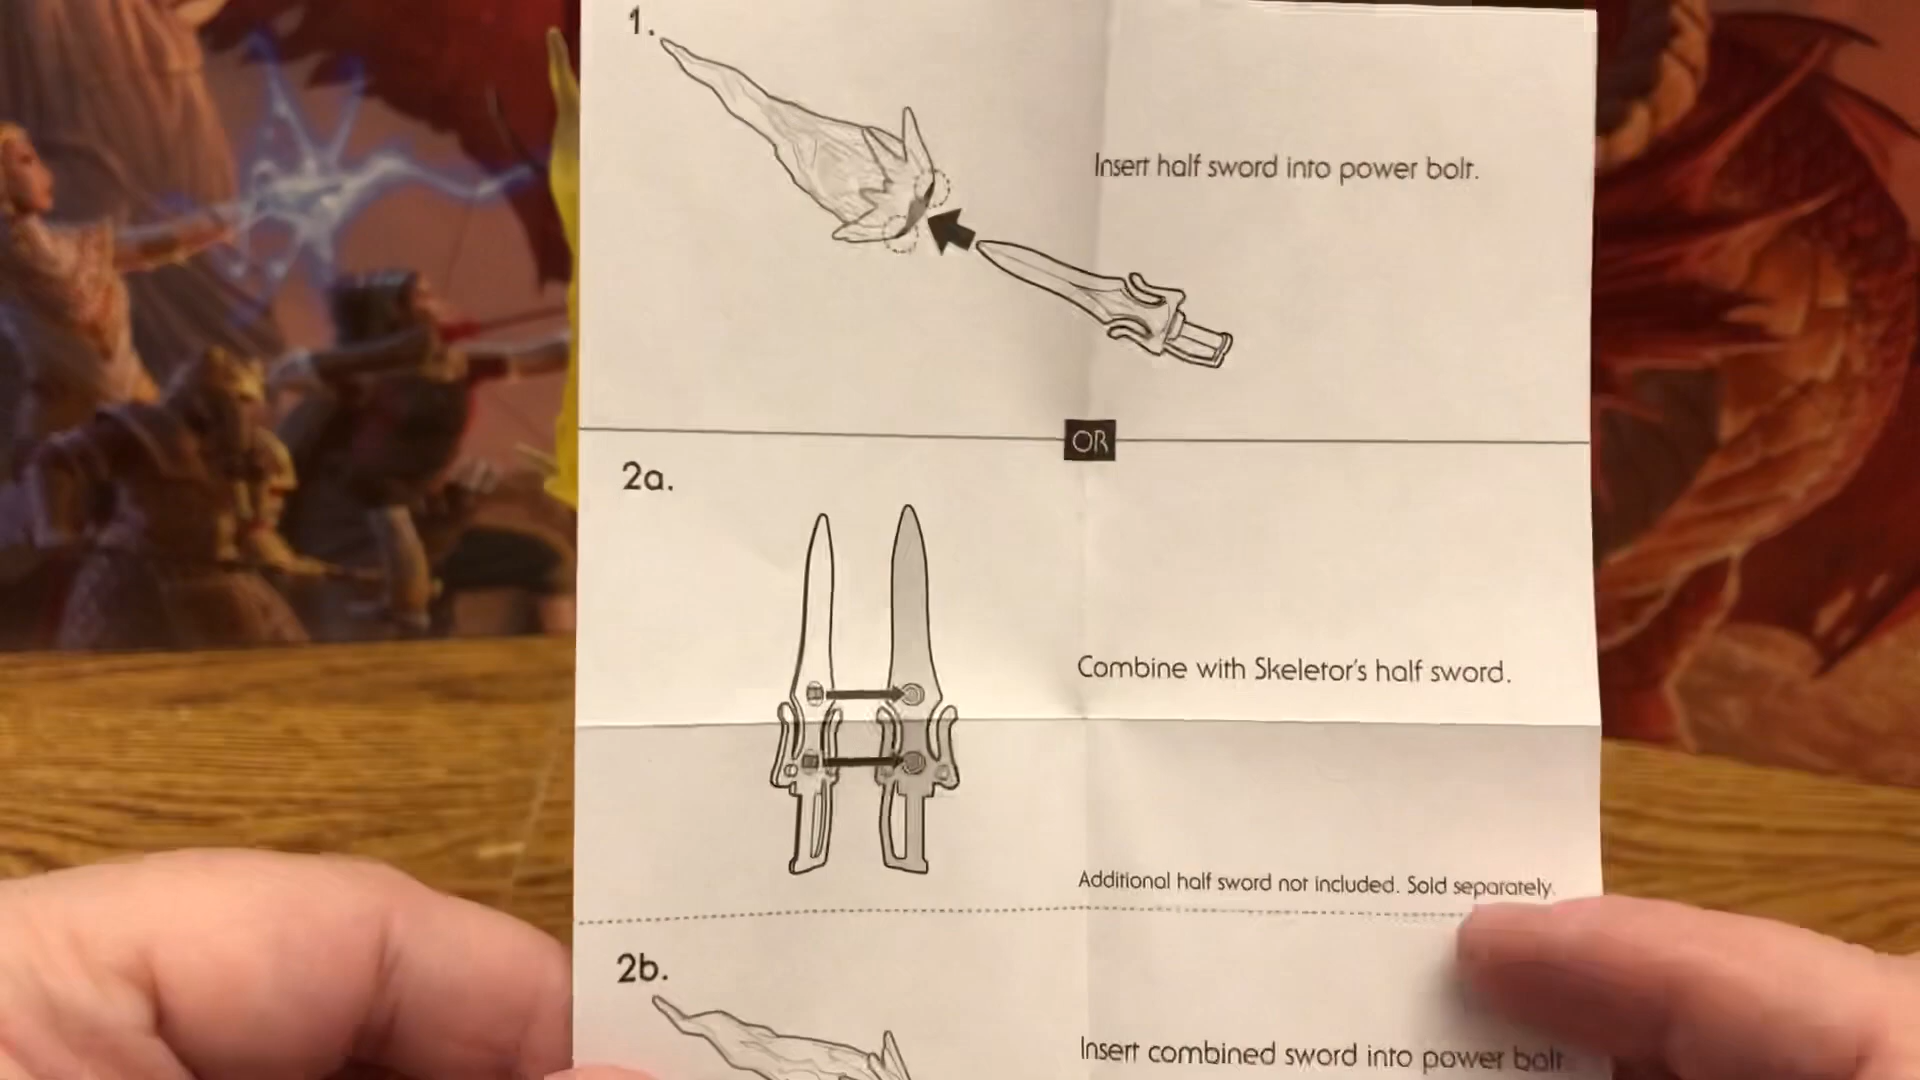 1.
Insert half sword into power bolt.
OR
2a.
Combine with Skeletor's half sword.
Additional half sword not included. Sold separately.
2b.
Insert combined sword into power bolt